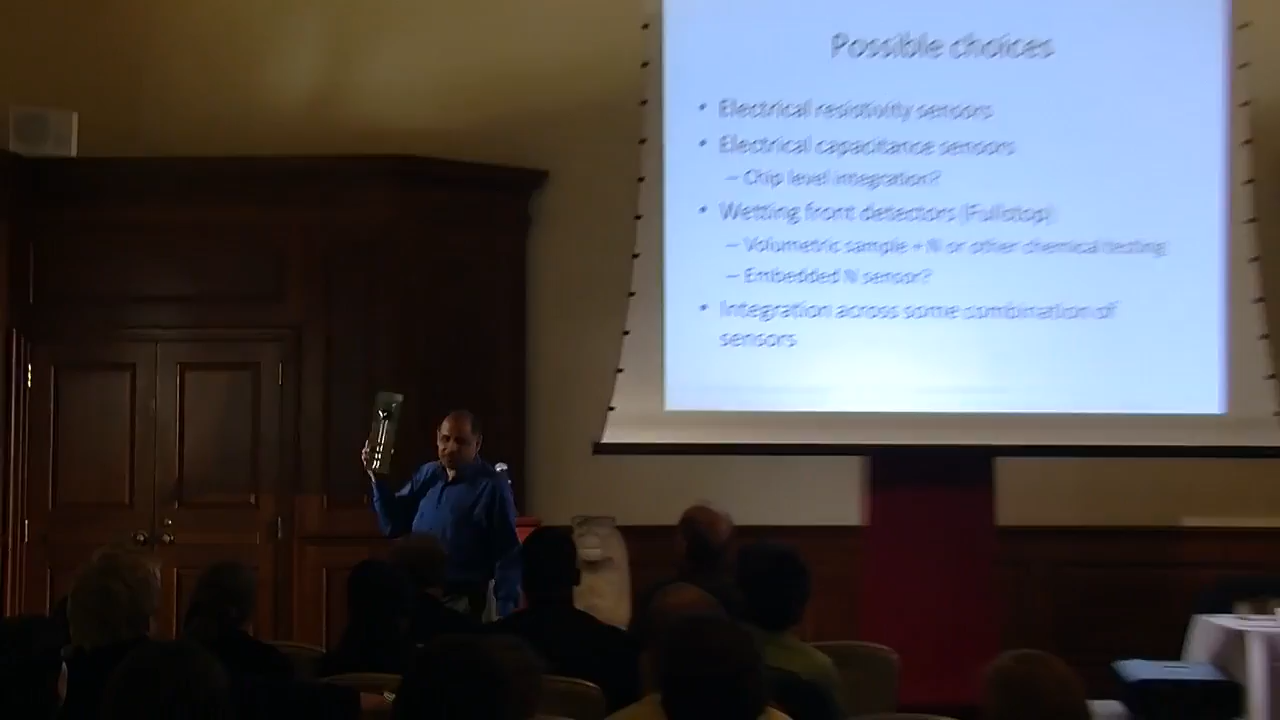 Possible choices
• Electrical resistivity sensors
• Electrical capacitance sensors
– Chip level integration?
• Wetting front detectors (Fullstop)
– Volumetric sample + N or other chemical testing
– Embedded N sensor?
• Integration across some combination of
sensors